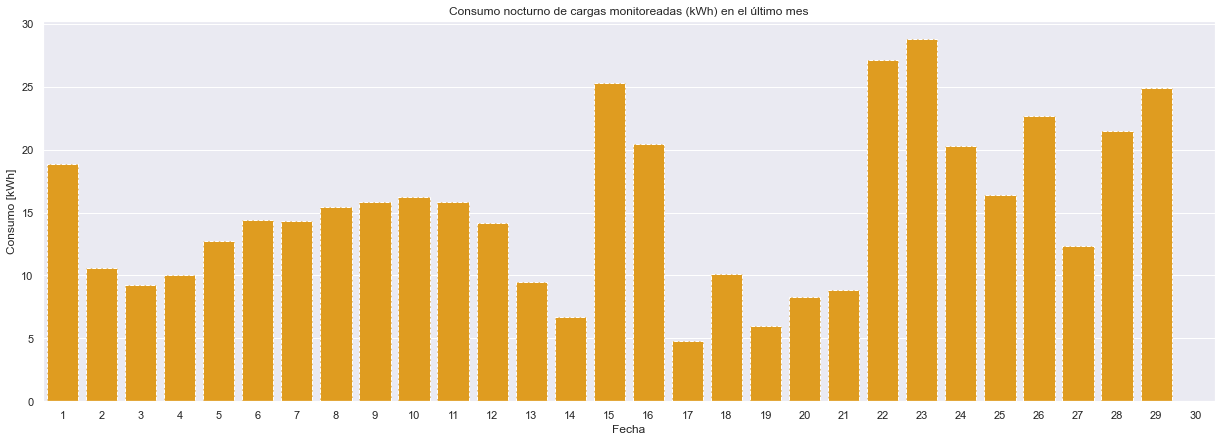 Consumo nocturno de cargas monitoreadas (kWh) en el último mes
Consumo [kWh]
30
25
20
15
10
5
0
1 2 3 4 5 6 7 8 9 10 11 12 13 14 15 16 17 18 19 20 21 22 23 24 25 26 27 28 29 30
Fecha